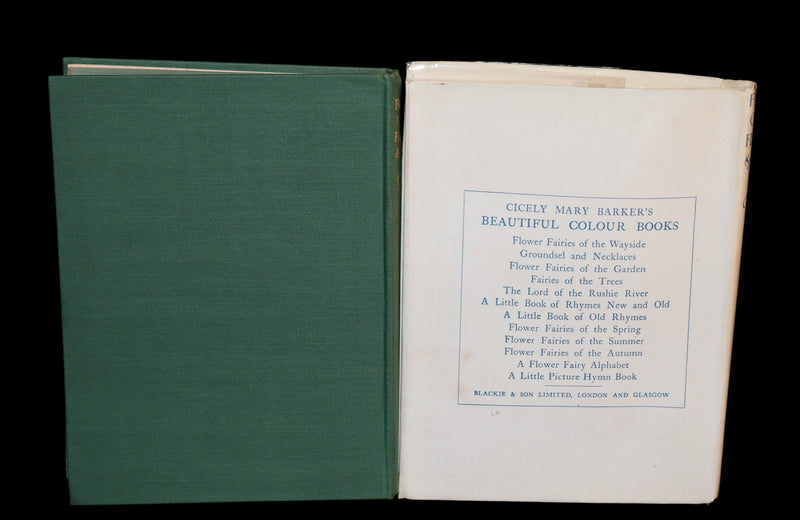 CICELY MARY BARKER'S
BEAUTIFUL COLOUR BOOKS
Flower Fairies of the Wayside
Groundsel and Necklaces
Flower Fairies of the Garden
Fairies of the Trees
The Lord of the Rushie River
A Little Book of Rhymes New and Old
A Little Book of Old Rhymes
Flower Fairies of the Spring
Flower Fairies of the Summer
Flower Fairies of the Autumn
A Flower Fairy Alphabet
A Little Picture Hymn Book
BLACKIE & SON LIMITED, LONDON AND GLASGOW